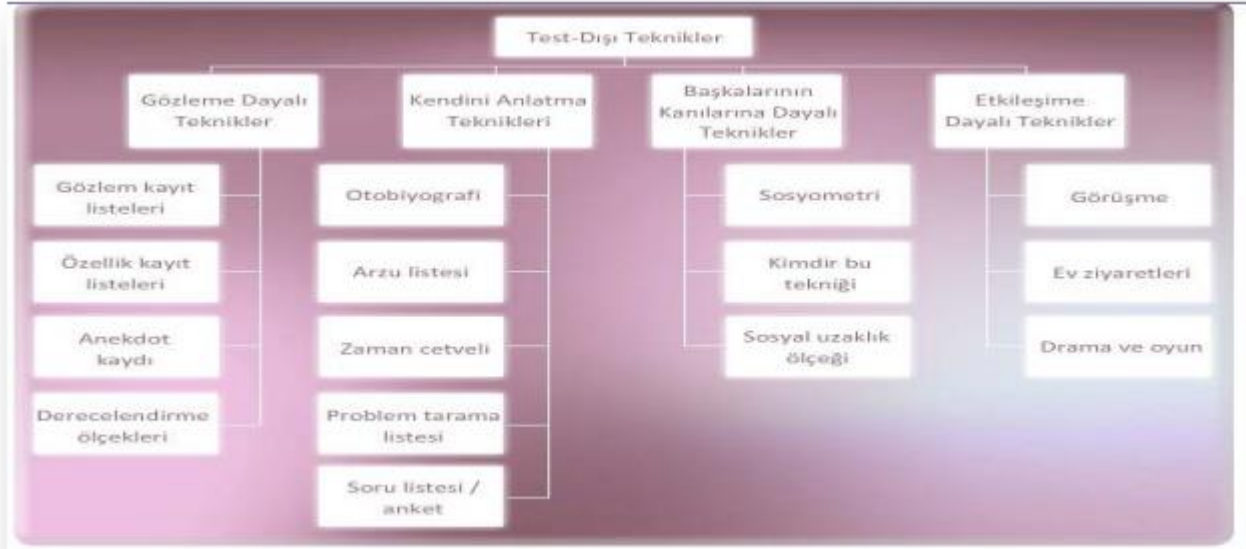 Test-Dışı Teknikler
Gözleme Dayalı
Teknikler
Gözlem kayıt
listeleri
Özellik kayıt
listeleri
Anekdot
kaydı
Derecelendirme
ölçekleri
Kendini Anlatma
Teknikleri
Otobiyografi
Arzu listesi
Zaman cetveli
Problem tarama
listesi
Soru listesi /
anket
Başkalarının
Kanılarına Dayalı
Teknikler
Sosyometri
Kimdir bu
tekniği
Sosyal uzaklık
ölçeği
Etkileşime
Dayalı Teknikler
Görüşme
Ev ziyaretleri
Drama ve oyun